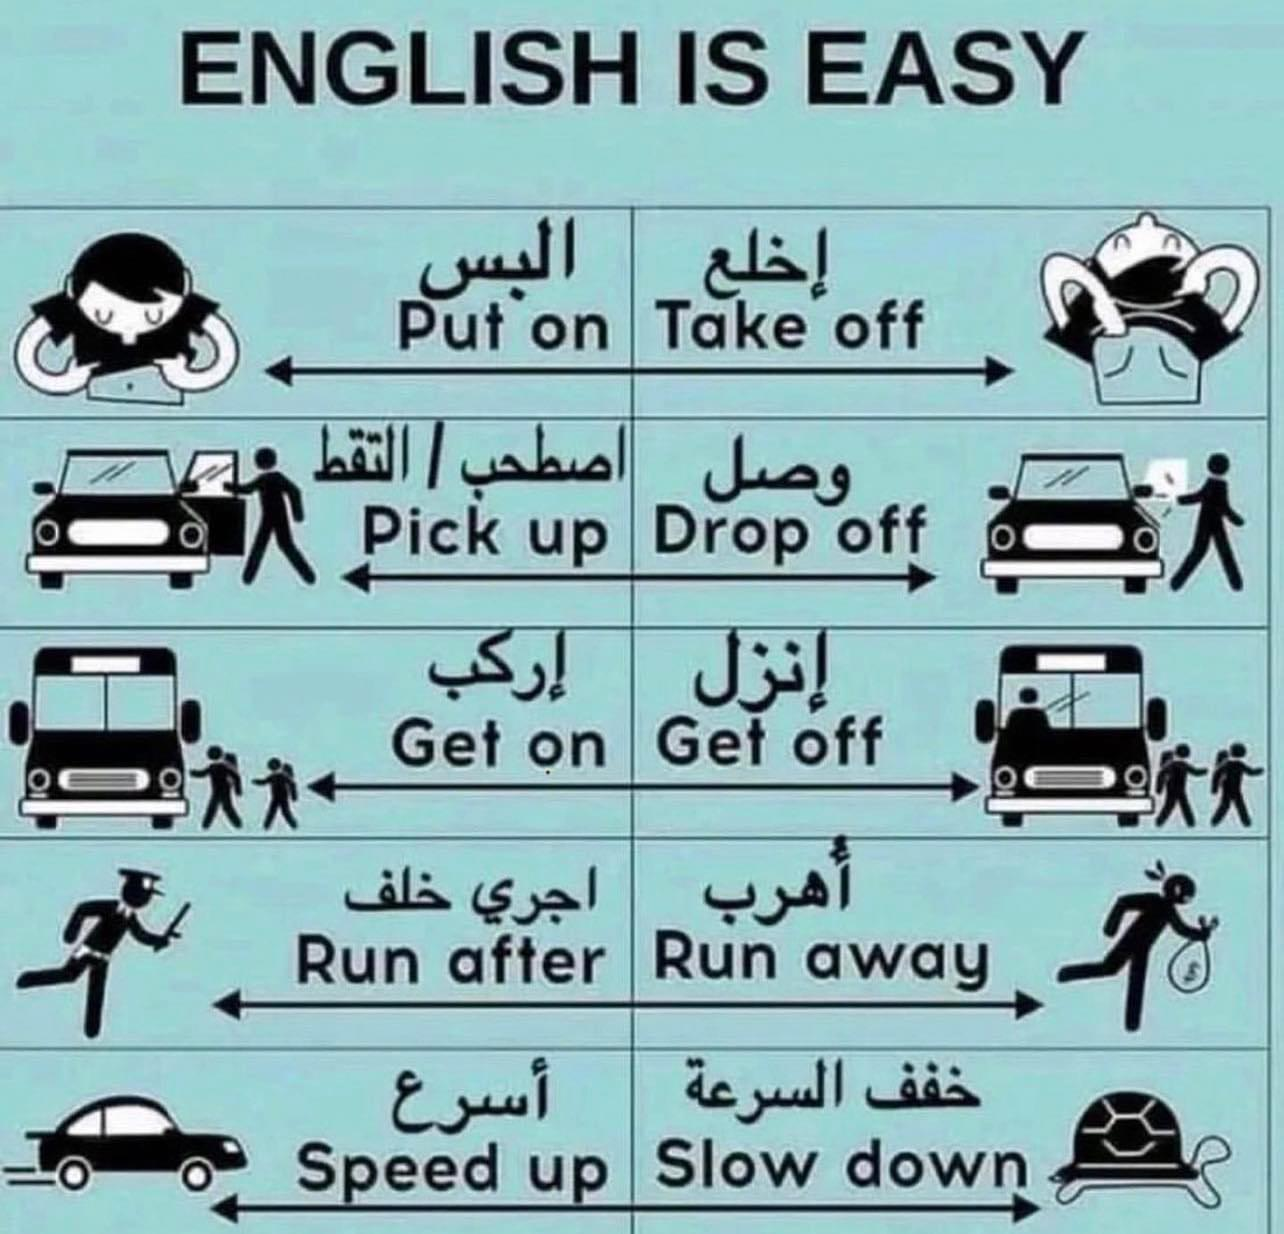 ENGLISH IS EASY
البس
Put on
إخلع
Take off
اصطحب / التقط
Pick up
وصل
Drop off
إركب
Get on
إنزل
Get off
اجري خلف
Run after
أهرب
Run away
أسرع
Speed up
خفف السرعة
Slow down